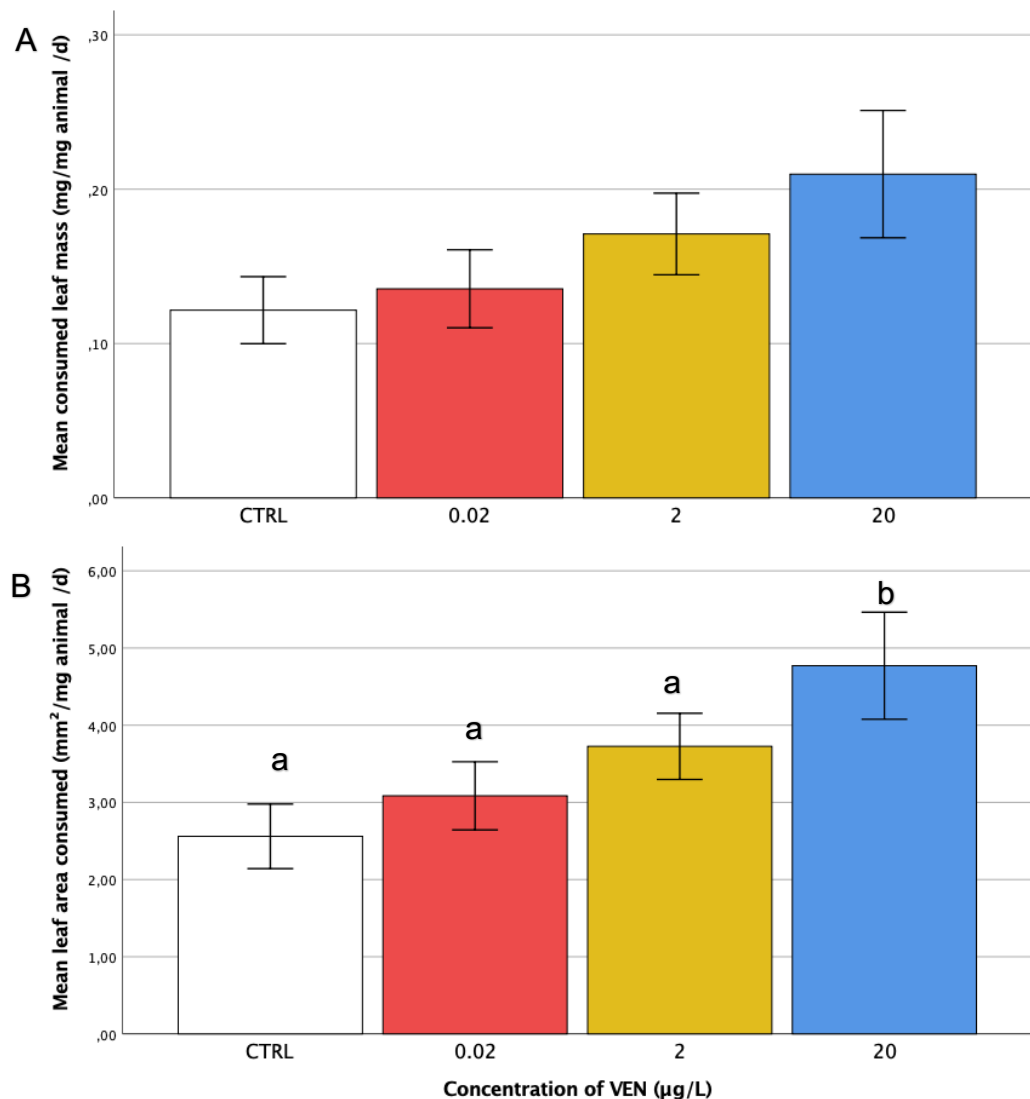 A
Mean consumed leaf mass (mg/mg animal /d)
,30
,20
,10
,00
CTRL 0.02 2 20
B
Mean leaf area consumed (mm²/mg animal /d)
6,00
5,00
4,00
3,00
2,00
1,00
,00
a
a
a
b
CTRL 0.02 2 20
Concentration of VEN (µg/L)